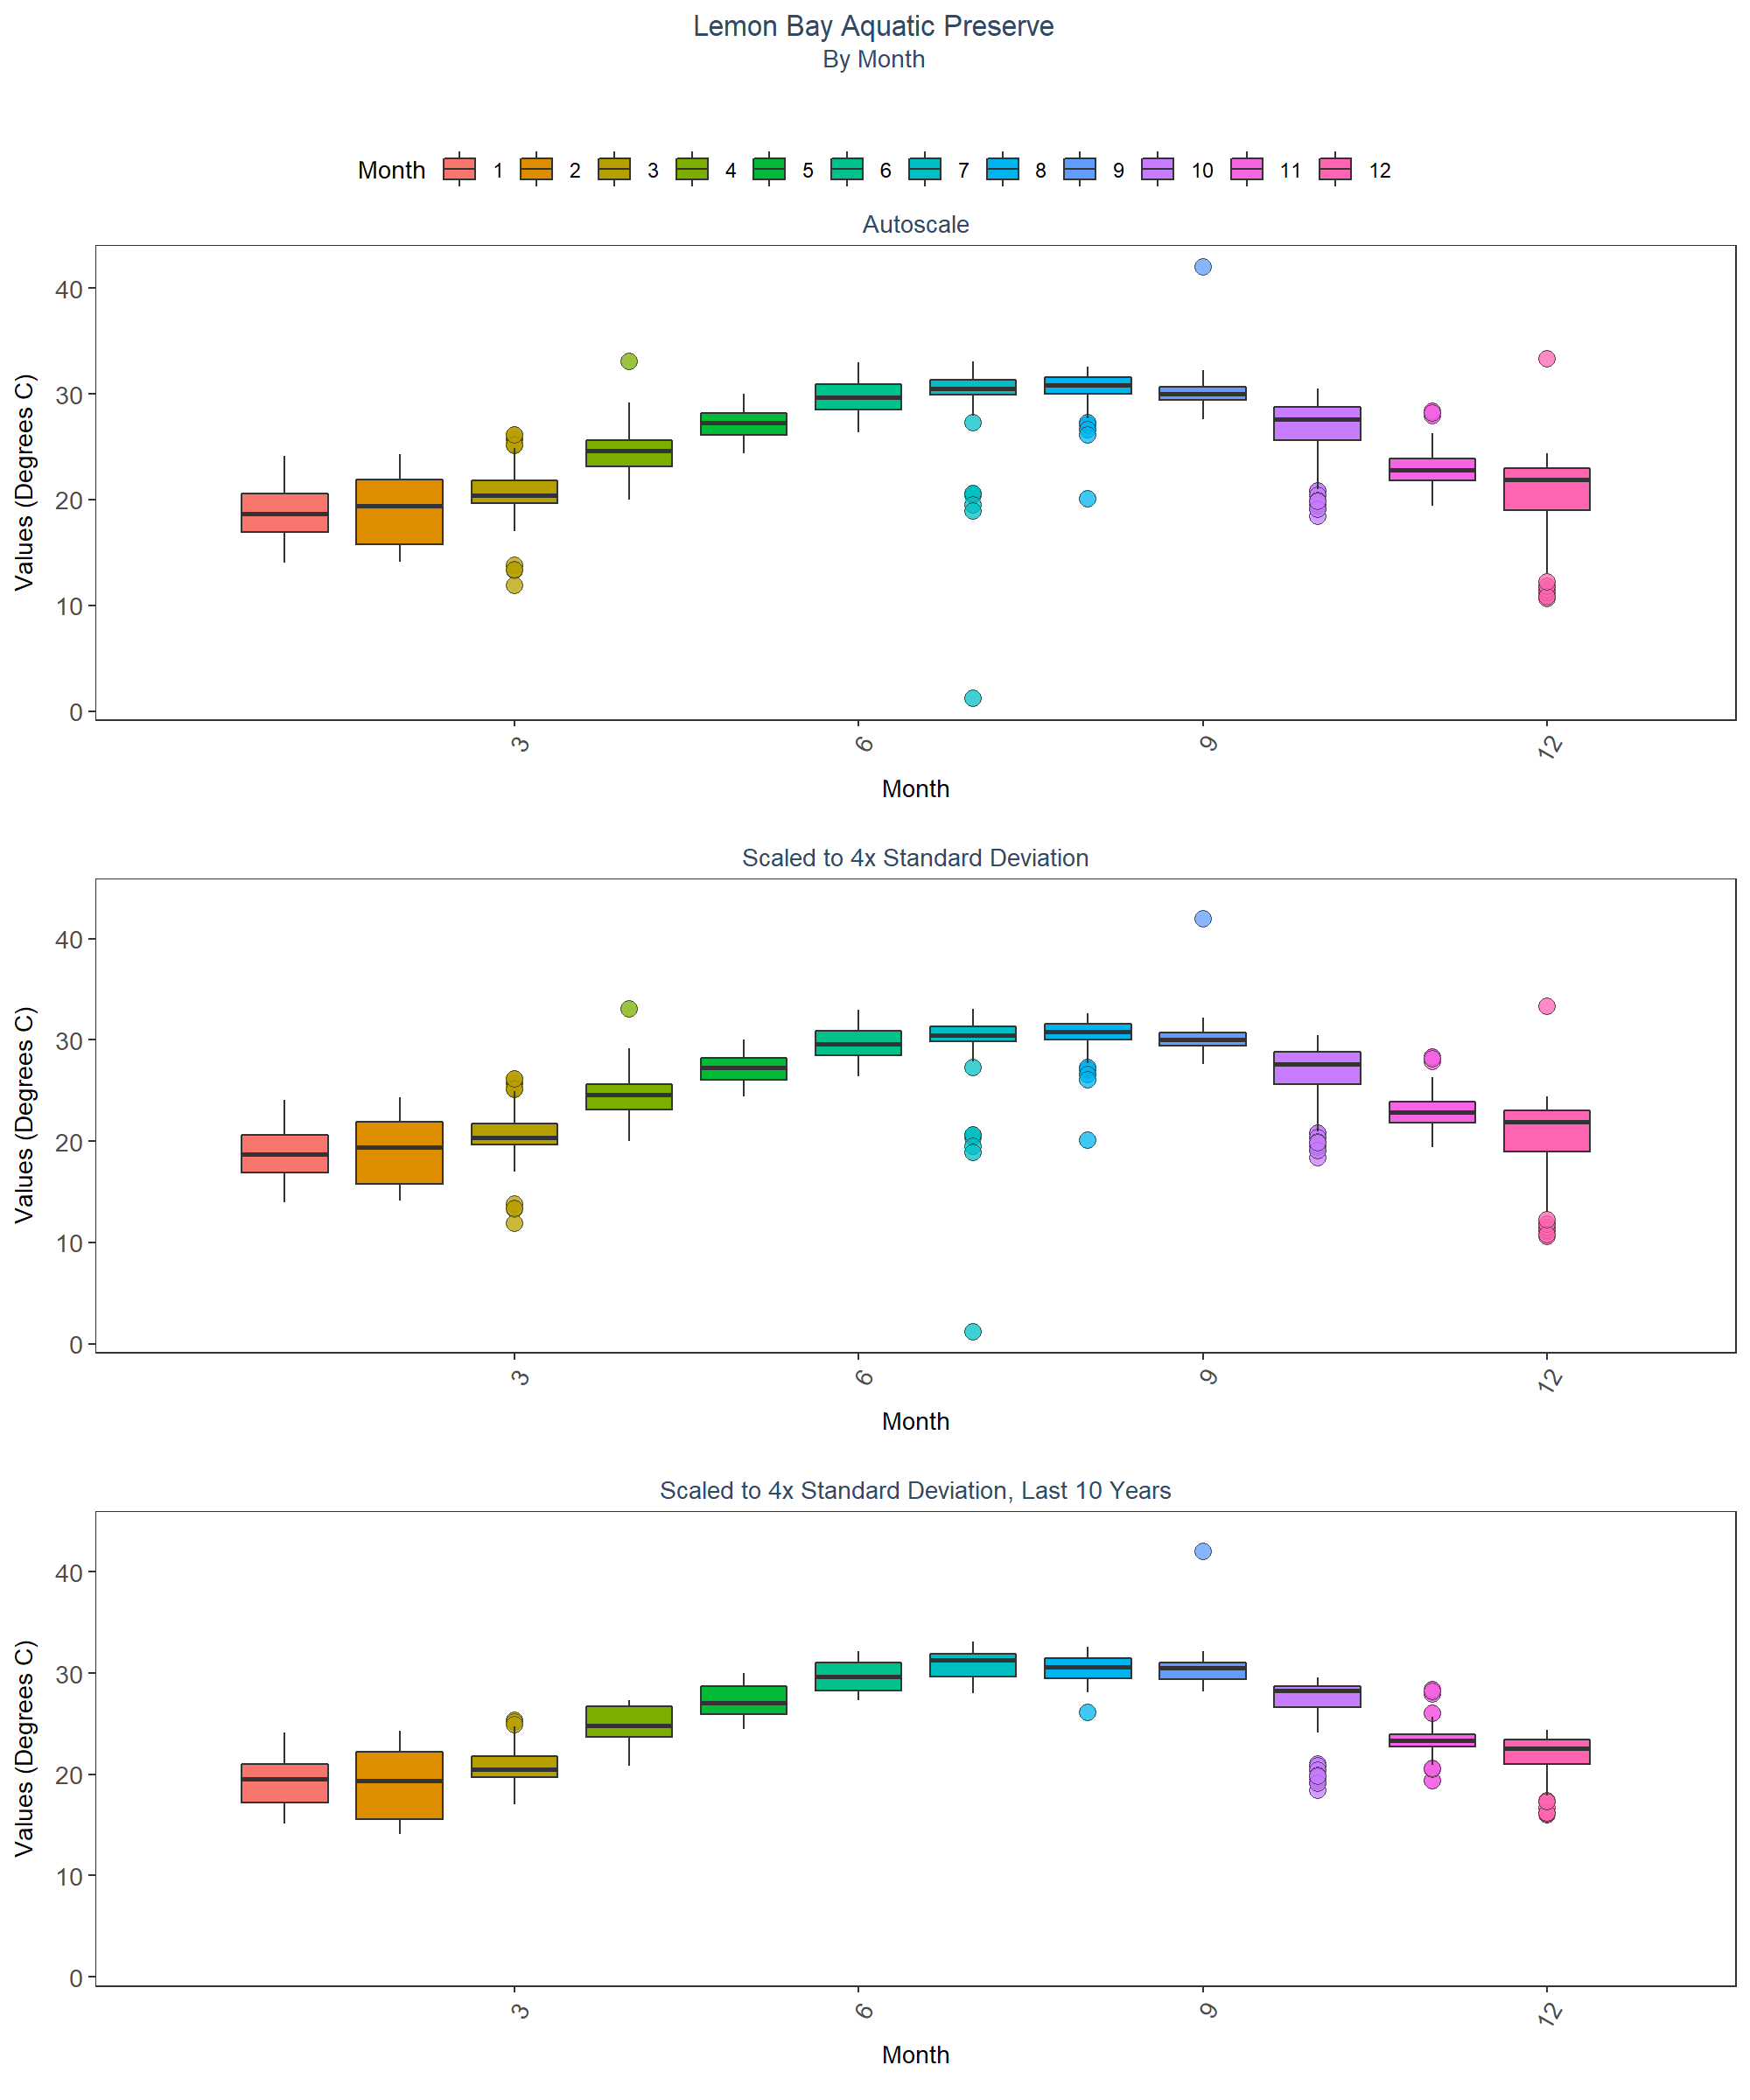 Lemon Bay Aquatic Preserve
By Month
Month 1 2 3 4 5 6 7 8 9 10 11 12
Autoscale
Values (Degrees C)
40
30
20
10
0
3 6 9 12
Month
Scaled to 4x Standard Deviation
Values (Degrees C)
40
30
20
10
0
3 6 9 12
Month
Scaled to 4x Standard Deviation, Last 10 Years
Values (Degrees C)
40
30
20
10
0
3 6 9 12
Month